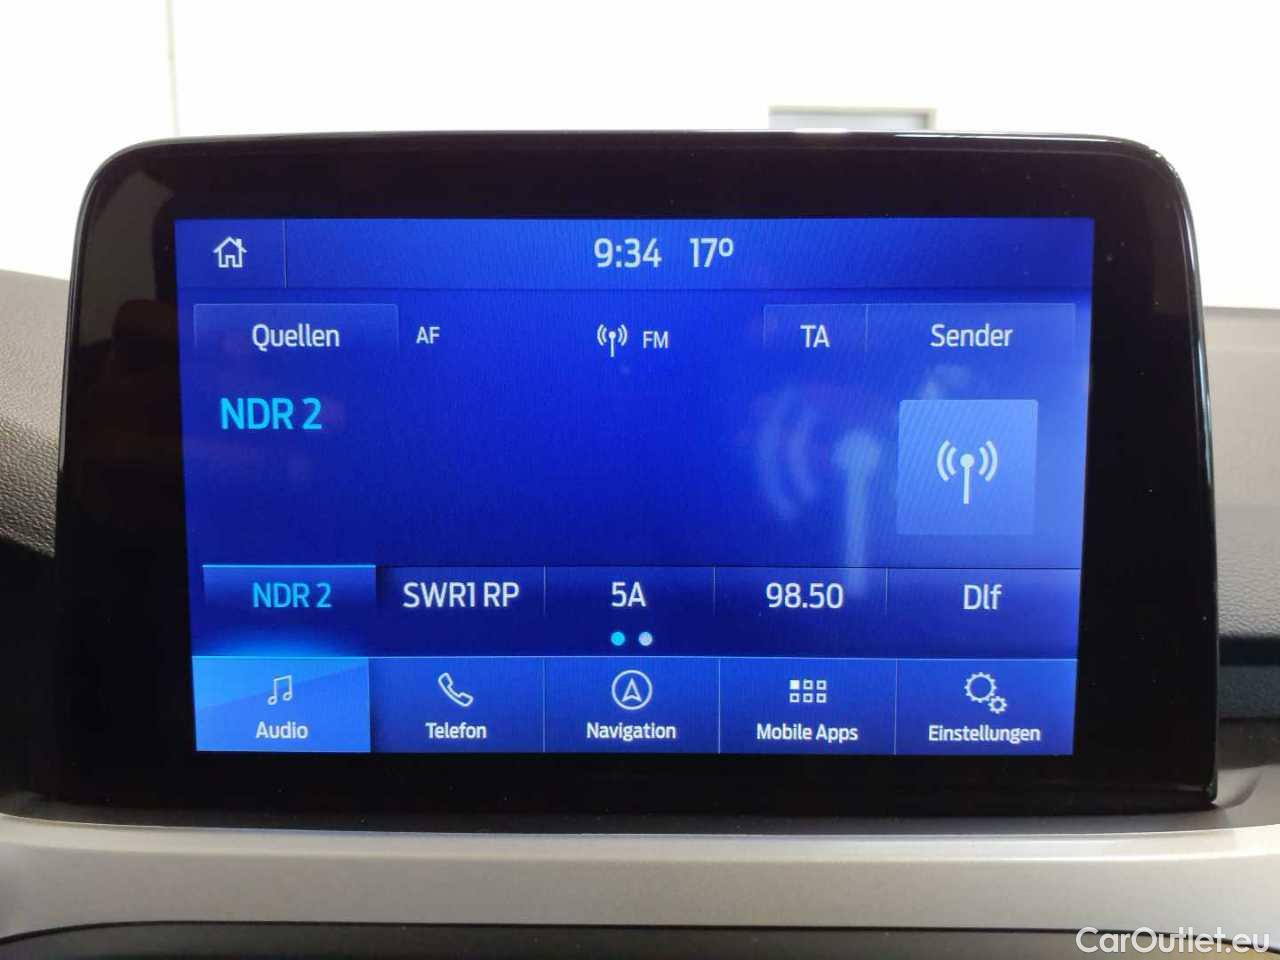 9:34 17º
Quellen AF FM TA Sender
NDR 2
NDR 2 SWR1 RP 5A 98.50 Dlf
Audio Telefon Navigation Mobile Apps Einstellungen
CarOutlet.eu